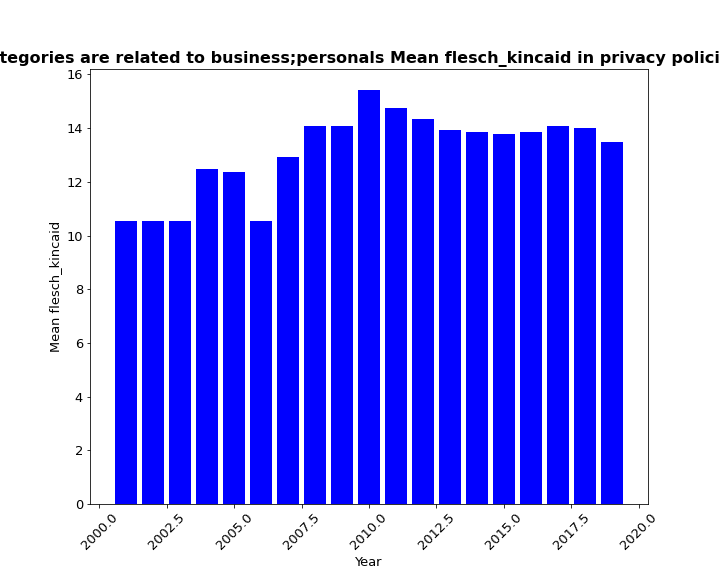 tegories are related to business;personals Mean flesch_kincaid in privacy polici
16
14
12
10
8
6
4
2
0
Mean flesch_kincaid
2000.0 2002.5 2005.0 2007.5 2010.0 2012.5 2015.0 2017.5 2020.0
Year